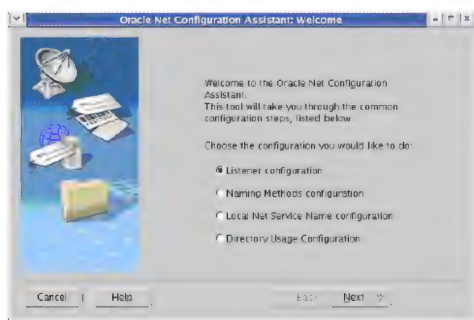 Oracle Net Configuration Assistant: Welcome
Welcome to the Oracle Net Configuration
Assistant.
This tool will take you through the common
configuration steps, listed below
Choose the configuration you would like to do:
Listener configuration
Naming Methods configuration
Local Net Service Name configuration
Directory Usage Configuration
Cancel
Help
Back
Next